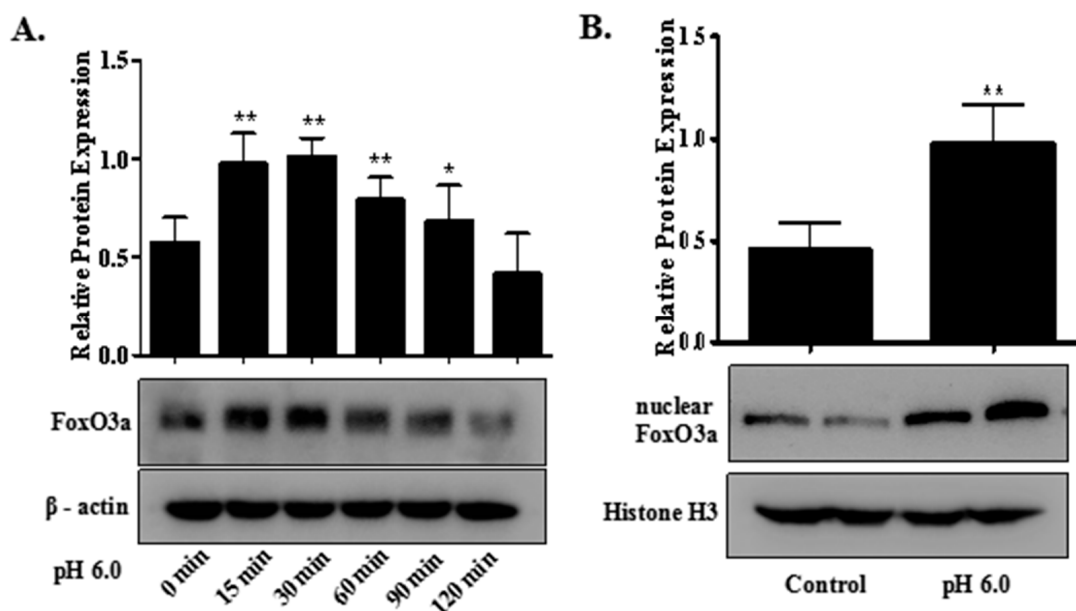 A.
Relative Protein Expression
1.5
1.0
0.5
0.0
**
**
**
*
FoxO3a
β - actin
pH 6.0
0 min
15 min
30 min
60 min
90 min
120 min
B.
Relative Protein Expression
1.5
1.0
0.5
0.0
**
nuclear
FoxO3a
Histone H3
Control
pH 6.0